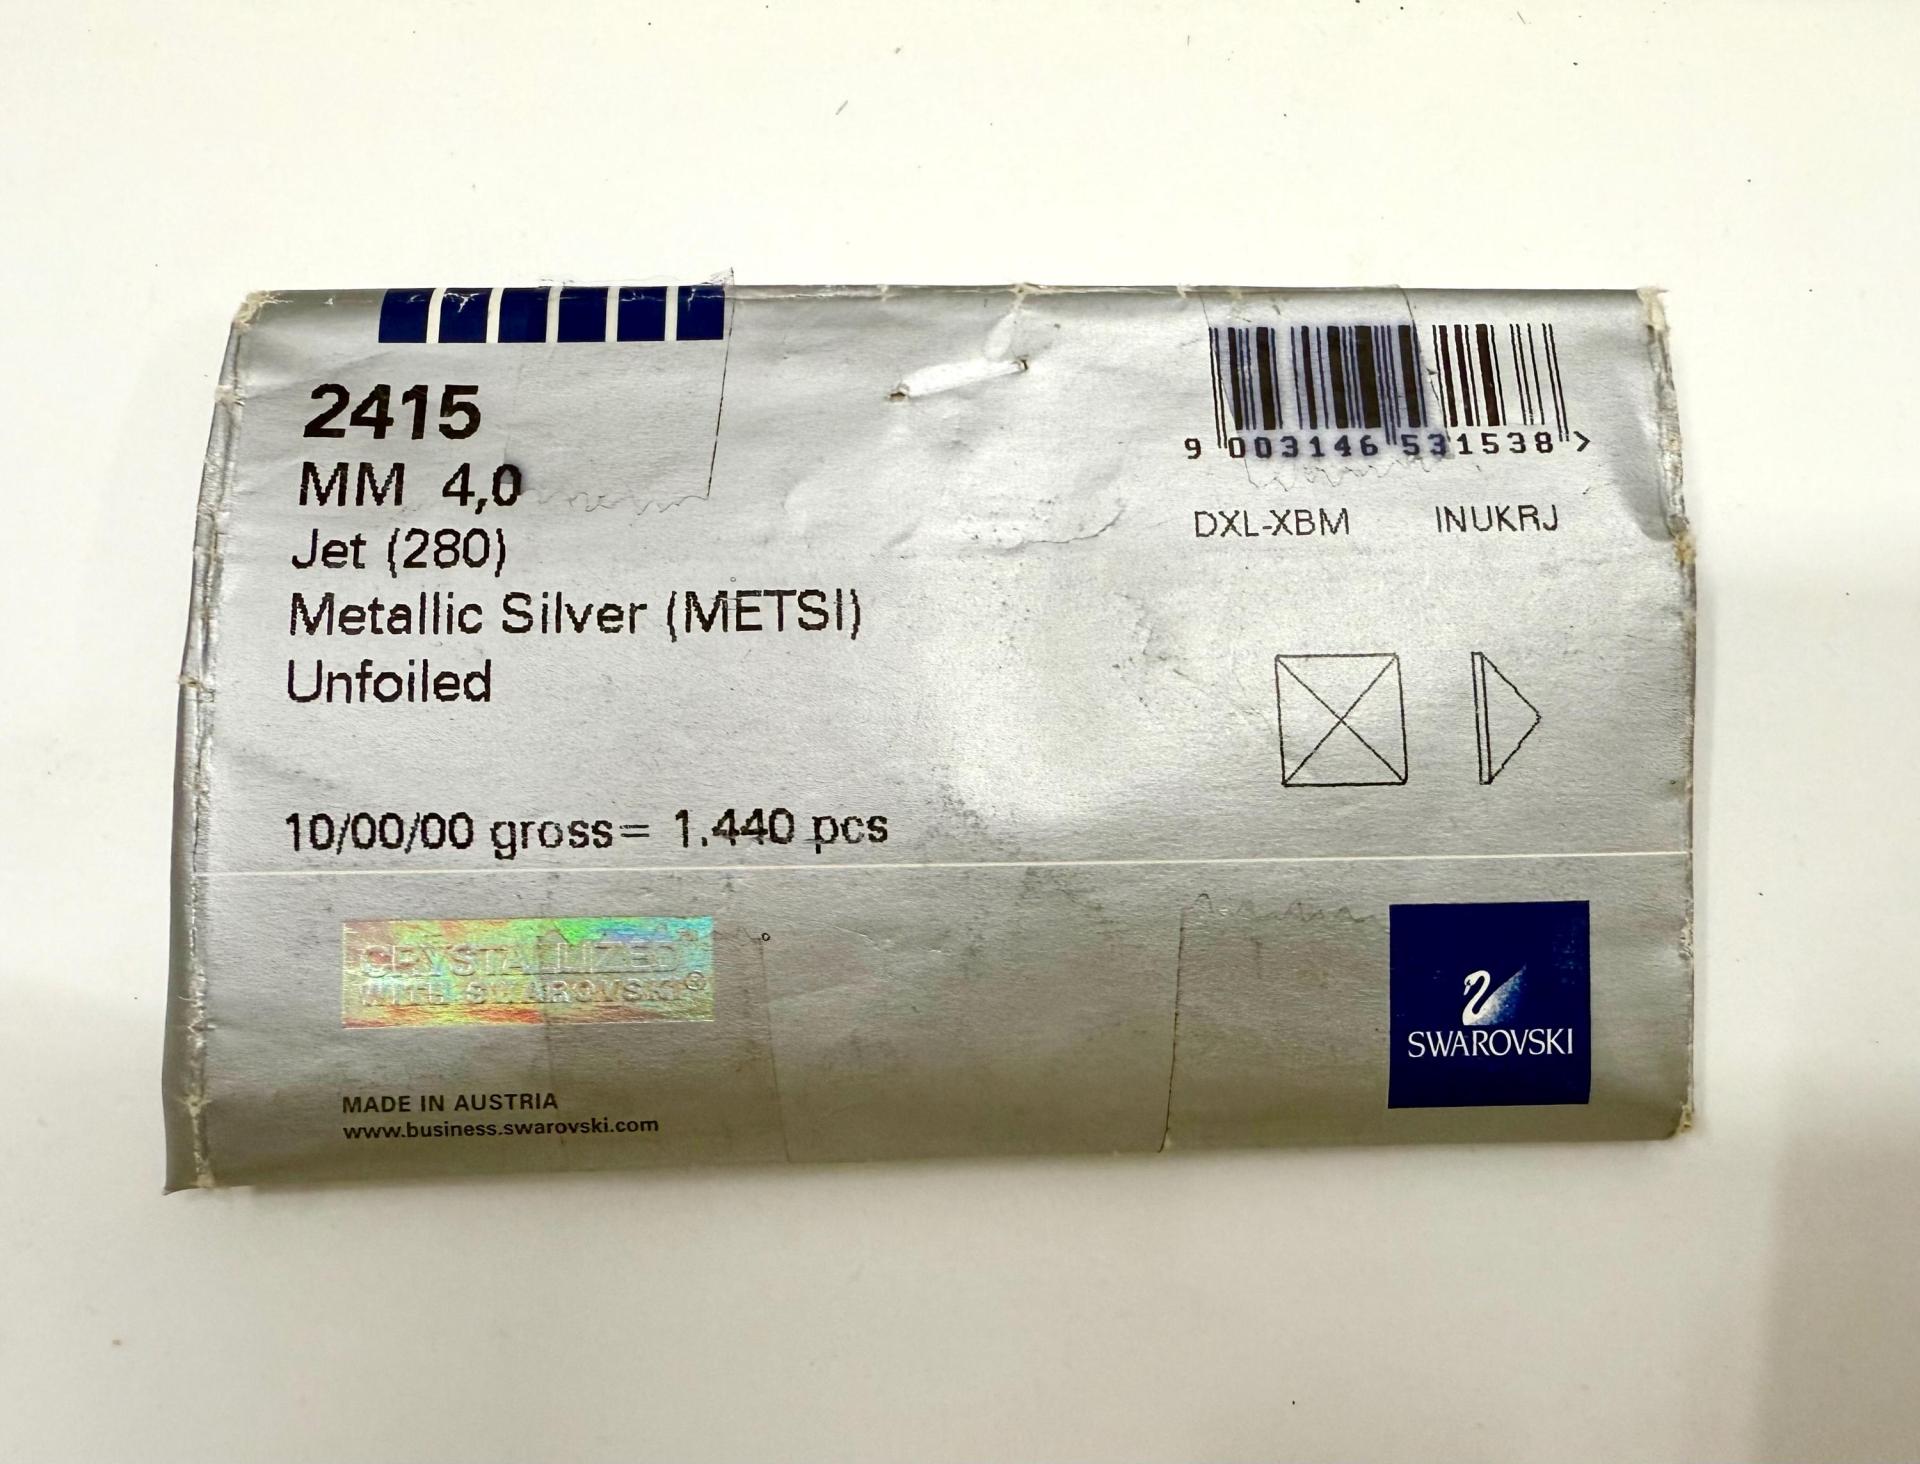 2415
MM 4,0
Jet (280)
Metallic Silver (METSI)
Unfoiled
10/00/00 gross= 1.440 pcs
9 003146 531538 >
DXL-XBM INUKRJ
CRYSTALLIZED™
WITH SWAROVSKI®
MADE IN AUSTRIA
www.business.swarovski.com
SWAROVSKI